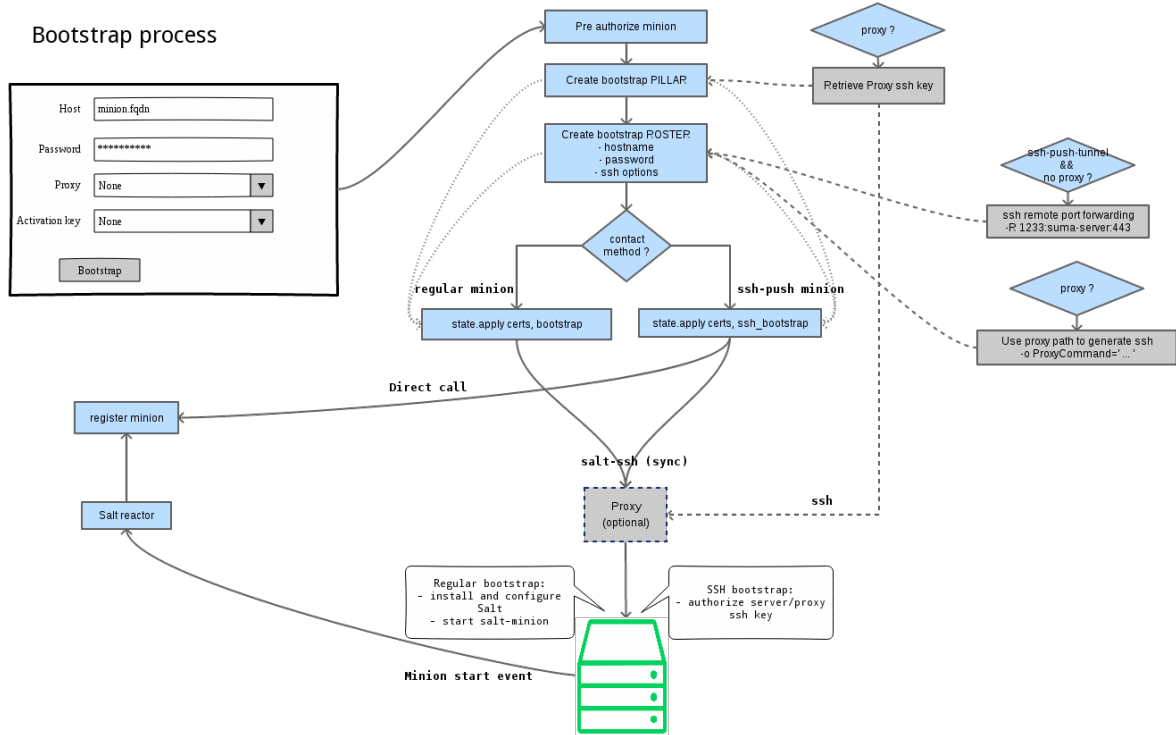 Bootstrap process
Host
minion.fqdn
Password
**********
Proxy
None
Activation key
None
Bootstrap
Pre authorize minion
Create bootstrap PILLAR
Create bootstrap ROSTER
- hostname
- password
- ssh options
contact
method ?
regular minion
ssh-push minion
state.apply certs, bootstrap
state.apply certs, ssh_bootstrap
proxy ?
Retrieve Proxy ssh key
ssh-push-tunnel
&&
no proxy ?
ssh remote port forwarding
-R 1233:suma-server:443
proxy ?
Use proxy path to generate ssh
-o ProxyCommand=' ... '
Direct call
register minion
salt-ssh (sync)
Proxy
(optional)
ssh
Salt reactor
Regular bootstrap:
- install and configure
Salt
- start salt-minion
SSH bootstrap:
- authorize server/proxy
ssh key
Minion start event